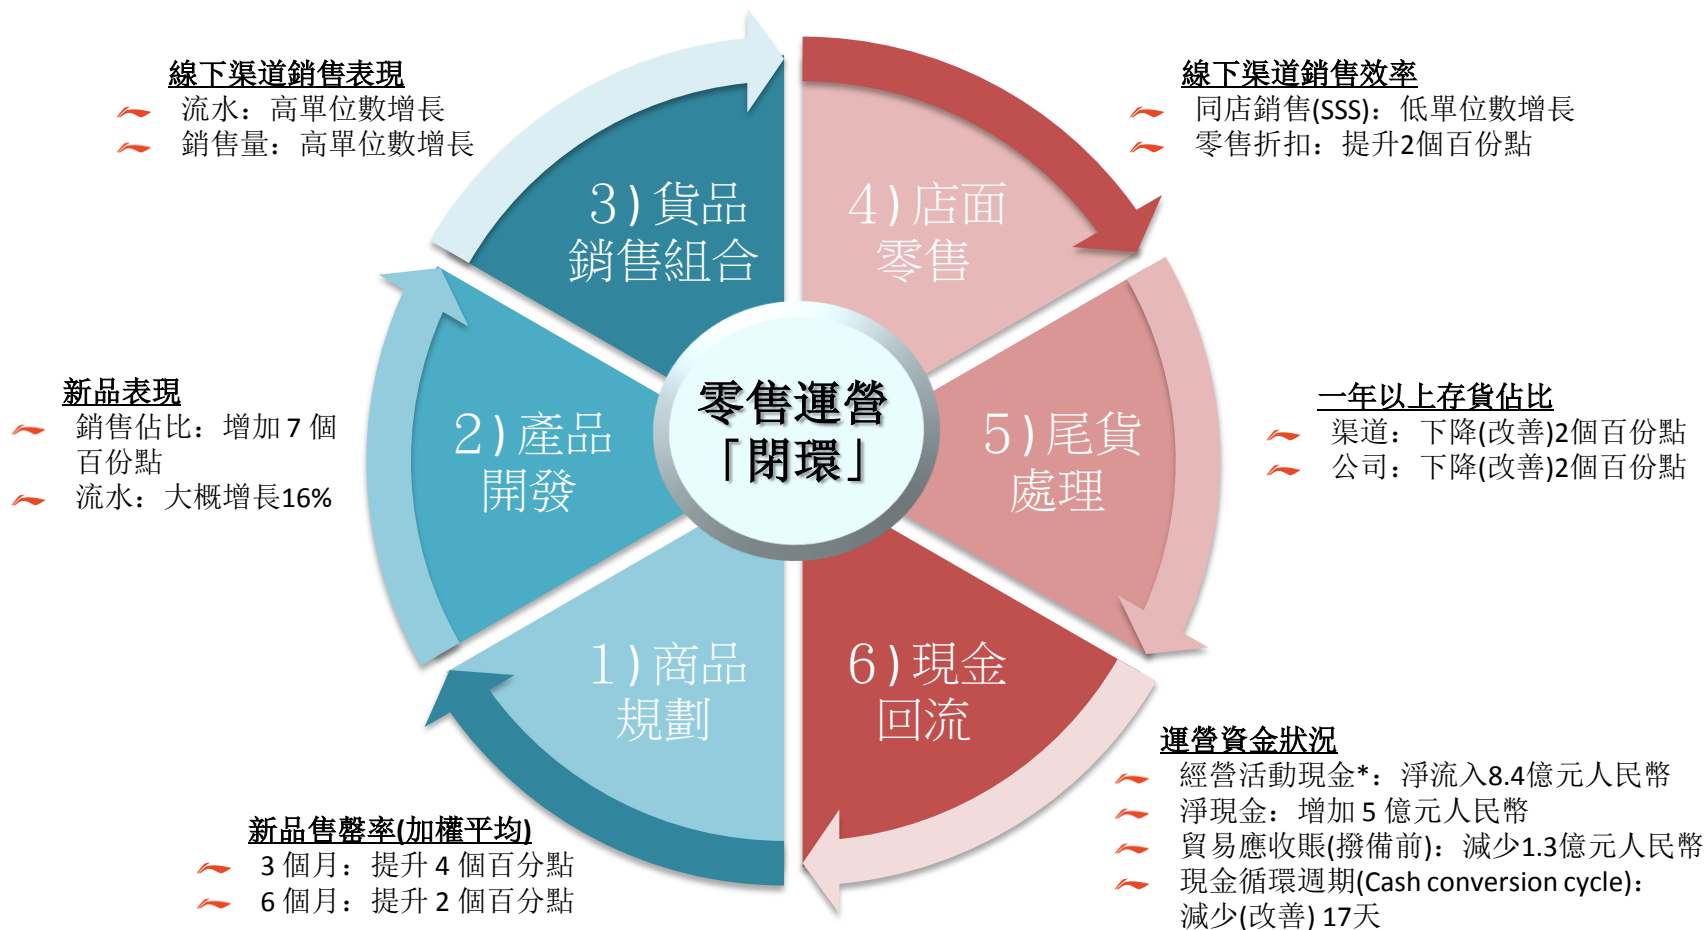 線下渠道銷售表現
流水：高單位數增長
銷售量：高單位數增長
線下渠道銷售效率
同店銷售(SSS)：低單位數增長
零售折扣：提升2個百份點
3)貨品
銷售組合
4)店面
零售
新品表現
銷售佔比：增加 7 個
百份點
流水：大概增長16%
2)產品
開發
零售運營
「閉環」
5)尾貨
處理
一年以上存貨佔比
渠道：下降(改善)2個百份點
公司：下降(改善)2個百份點
1)商品
規劃
6)現金
回流
新品售罄率(加權平均)
3 個月：提升 4 個百分點
6 個月：提升 2 個百分點
運營資金狀況
經營活動現金*：淨流入8.4億元人民幣
淨現金：增加 5 億元人民幣
貿易應收賬(撥備前)：減少1.3億元人民幣
現金循環週期(Cash conversion cycle)：
減少(改善) 17天